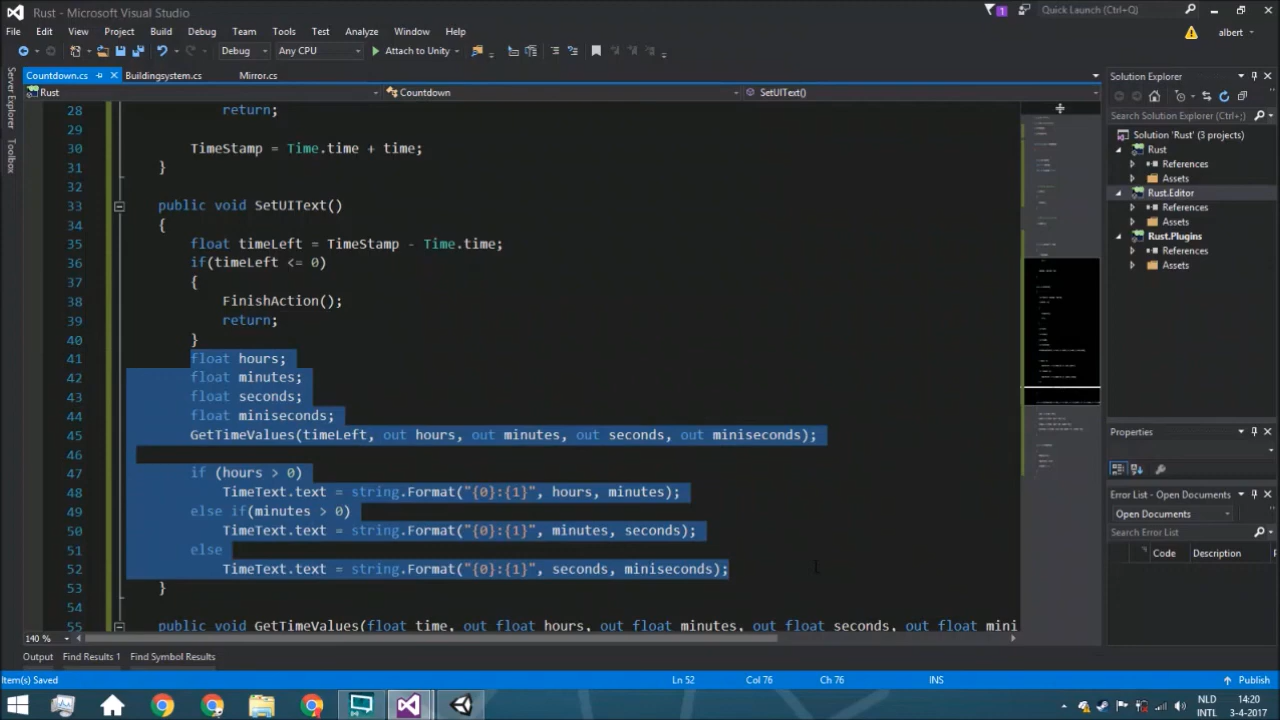 Rust - Microsoft Visual Studio
1
Quick Launch (Ctrl+Q)
File Edit View Project Build Debug Team Tools Test Analyze Window Help
albert
Debug Any CPU Attach to Unity
Server Explorer
Toolbox
Countdown.cs Buildingsystem.cs Mirror.cs
Rust Countdown SetUIText()
28 return;
29
30 TimeStamp = Time.time + time;
31 }
32
33 public void SetUIText()
34 {
35 float timeLeft = TimeStamp - Time.time;
36 if(timeLeft <= 0)
37 {
38 FinishAction();
39 return;
40 }
41 float hours;
42 float minutes;
43 float seconds;
44 float miniseconds;
45 GetTimeValues(timeLeft, out hours, out minutes, out seconds, out miniseconds);
46
47 if (hours > 0)
48 TimeText.text = string.Format("{0}:{1}", hours, minutes);
49 else if(minutes > 0)
50 TimeText.text = string.Format("{0}:{1}", minutes, seconds);
51 else
52 TimeText.text = string.Format("{0}:{1}", seconds, miniseconds);
53 }
54
55 public void GetTimeValues(float time, out float hours, out float minutes, out float seconds, out float mini
140 %
Solution Explorer
Search Solution Explorer (Ctrl+;)
Solution 'Rust' (3 projects)
Rust
References
Assets
Rust.Editor
References
Assets
Rust.Plugins
References
Assets
Properties
Error List - Open Documents
Open Documents
Search Error List
Code Description
Output Find Results 1 Find Symbol Results
Item(s) Saved Ln 52 Col 76 Ch 76 INS Publish
NLD 14:20
INTL 3-4-2017